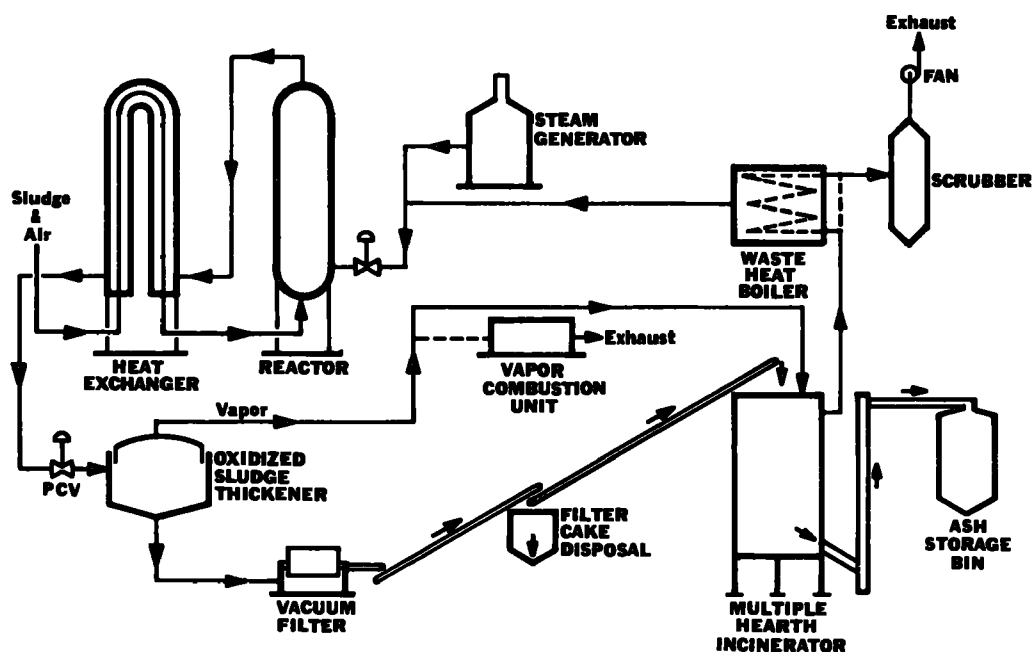 Exhaust
FAN
STEAM
GENERATOR
SCRUBBER
Sludge
&
Air
WASTE
HEAT
BOILER
HEAT
EXCHANGER
REACTOR
Exhaust
VAPOR
COMBUSTION
UNIT
Vapor
OXIDIZED
SLUDGE
THICKENER
PCV
FILTER
CAKE
DISPOSAL
ASH
STORAGE
BIN
VACUUM
FILTER
MULTIPLE
HEARTH
INCINERATOR